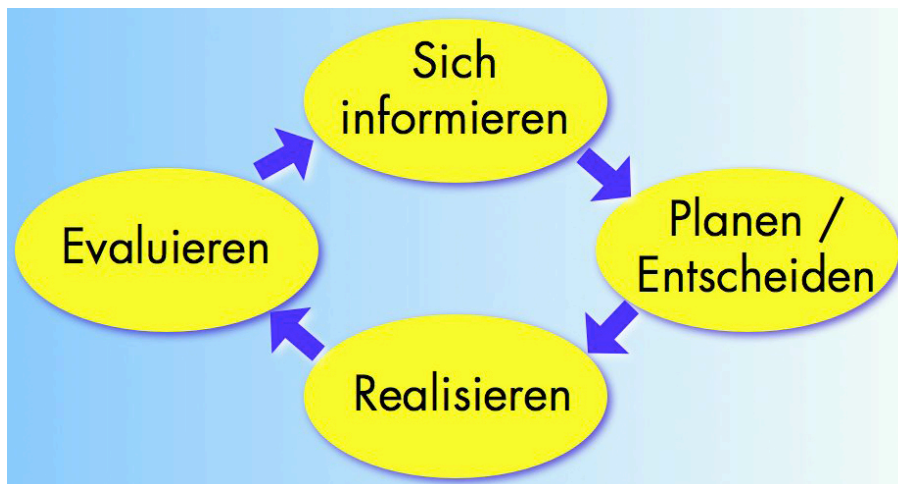 Sich
informieren
Planen /
Entscheiden
Realisieren
Evaluieren